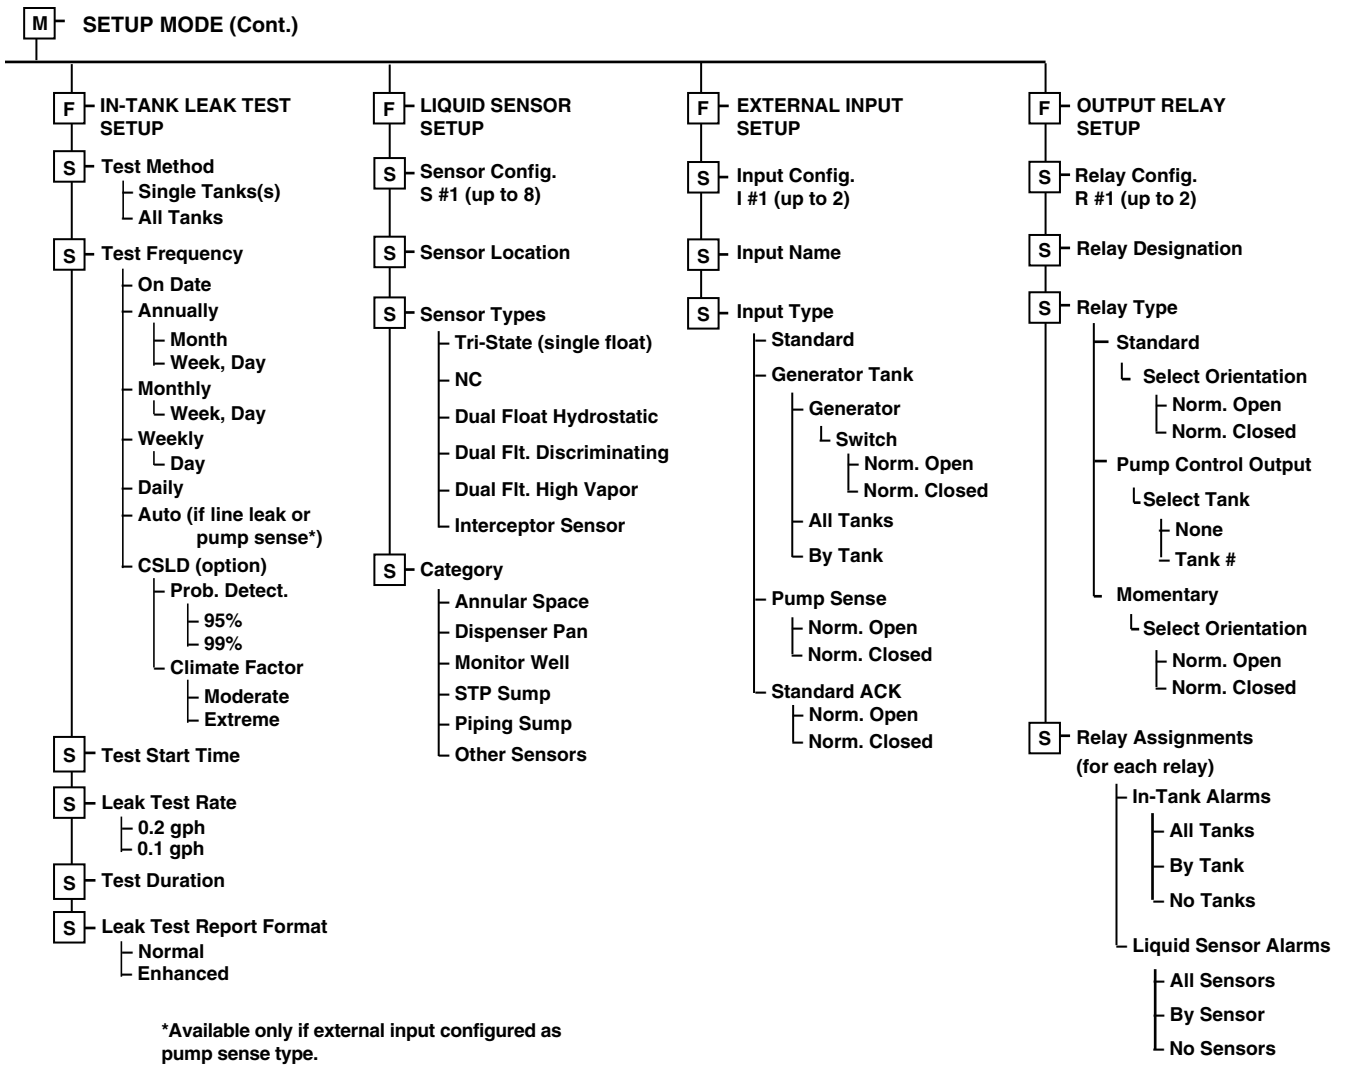 M SETUP MODE (Cont.)
F IN-TANK LEAK TEST
SETUP
S Test Method
Single Tanks(s)
All Tanks
S Test Frequency
On Date
Annually
Month
Week, Day
Monthly
Week, Day
Weekly
Day
Daily
Auto (if line leak or
pump sense*)
CSLD (option)
Prob. Detect.
95%
99%
Climate Factor
Moderate
Extreme
S Test Start Time
S Leak Test Rate
0.2 gph
0.1 gph
S Test Duration
S Leak Test Report Format
Normal
Enhanced
*Available only if external input configured as
pump sense type.
F LIQUID SENSOR
SETUP
S Sensor Config.
S #1 (up to 8)
S Sensor Location
S Sensor Types
Tri-State (single float)
NC
Dual Float Hydrostatic
Dual Flt. Discriminating
Dual Flt. High Vapor
Interceptor Sensor
S Category
Annular Space
Dispenser Pan
Monitor Well
STP Sump
Piping Sump
Other Sensors
F EXTERNAL INPUT
SETUP
S Input Config.
I #1 (up to 2)
S Input Name
S Input Type
Standard
Generator Tank
Generator
Switch
Norm. Open
Norm. Closed
All Tanks
By Tank
Pump Sense
Norm. Open
Norm. Closed
Standard ACK
Norm. Open
Norm. Closed
F OUTPUT RELAY
SETUP
S Relay Config.
R #1 (up to 2)
S Relay Designation
S Relay Type
Standard
Select Orientation
Norm. Open
Norm. Closed
Pump Control Output
Select Tank
None
Tank #
Momentary
Select Orientation
Norm. Open
Norm. Closed
S Relay Assignments
(for each relay)
In-Tank Alarms
All Tanks
By Tank
No Tanks
Liquid Sensor Alarms
All Sensors
By Sensor
No Sensors